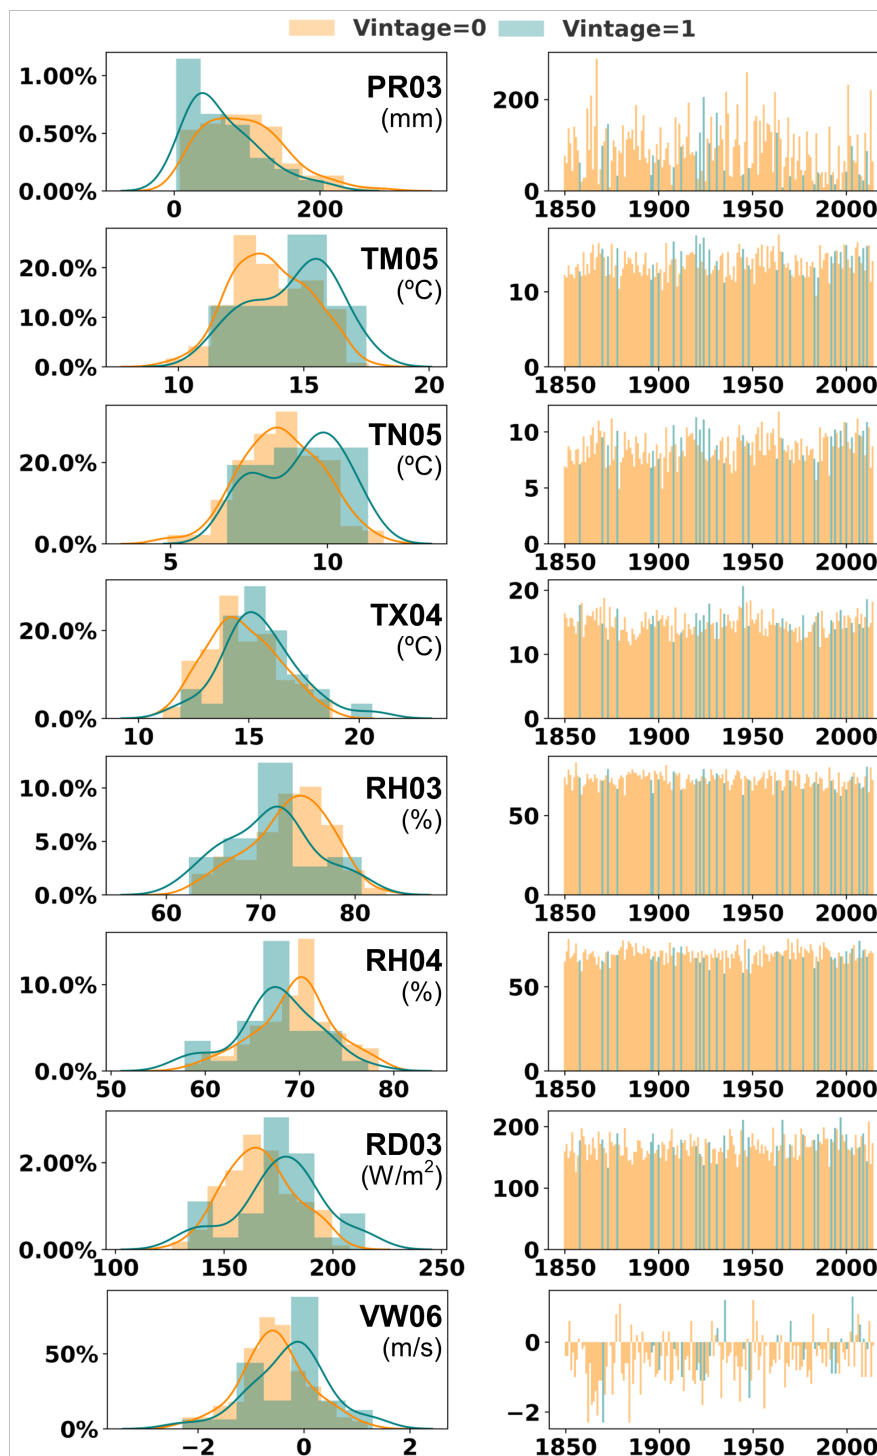 Vintage=0 Vintage=1
1.00%
0.50%
0.00%
PR03
(mm)
0 200
200
0
1850 1900 1950 2000
20.0%
10.0%
0.0%
TM05
(ºC)
10 15 20
10
0
1850 1900 1950 2000
20.0%
0.0%
TN05
(ºC)
5 10
10
5
0
1850 1900 1950 2000
20.0%
0.0%
TX04
(ºC)
10 15 20
20
10
0
1850 1900 1950 2000
10.0%
5.0%
0.0%
RH03
(%)
60 70 80
50
0
1850 1900 1950 2000
10.0%
0.0%
RH04
(%)
50 60 70 80
50
0
1850 1900 1950 2000
2.00%
0.00%
RD03
(W/m²)
100 150 200 250
200
100
0
1850 1900 1950 2000
50%
0%
VW06
(m/s)
−2 0 2
0
−2
1850 1900 1950 2000